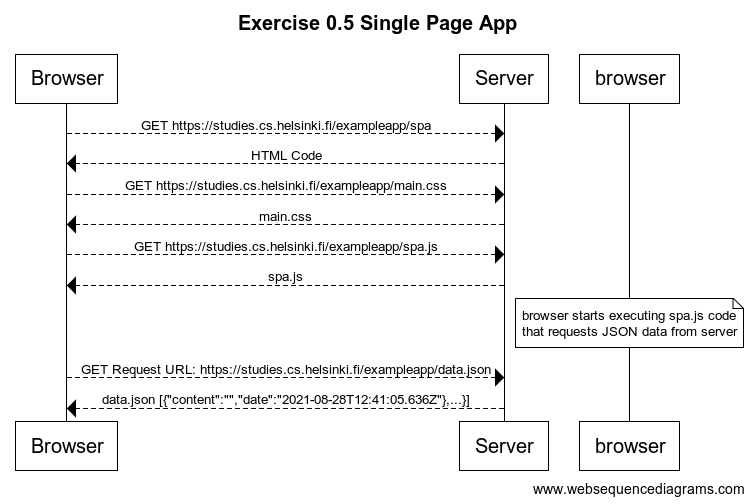 Exercise 0.5 Single Page App
Browser
Server
browser
GET https://studies.cs.helsinki.fi/exampleapp/spa
HTML Code
GET https://studies.cs.helsinki.fi/exampleapp/main.css
main.css
GET https://studies.cs.helsinki.fi/exampleapp/spa.js
spa.js
browser starts executing spa.js code
that requests JSON data from server
GET Request URL: https://studies.cs.helsinki.fi/exampleapp/data.json
data.json [{"content":"","date":"2021-08-28T12:41:05.636Z"},...}]
Browser
Server
browser
www.websequencediagrams.com